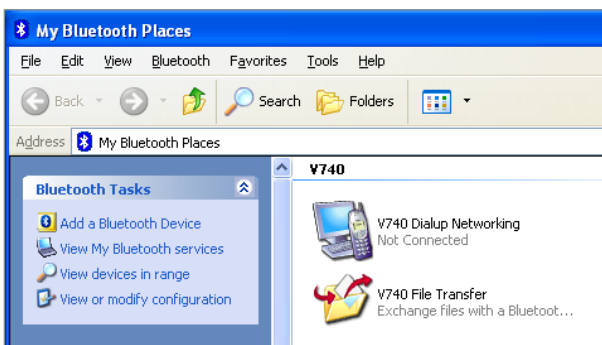 My Bluetooth Places
File Edit View Bluetooth Favorites Tools Help
Back Search Folders
Address My Bluetooth Places
Bluetooth Tasks
Add a Bluetooth Device
View My Bluetooth services
View devices in range
View or modify configuration
V740
V740 Dialup Networking
Not Connected
V740 File Transfer
Exchange files with a Bluetoot...